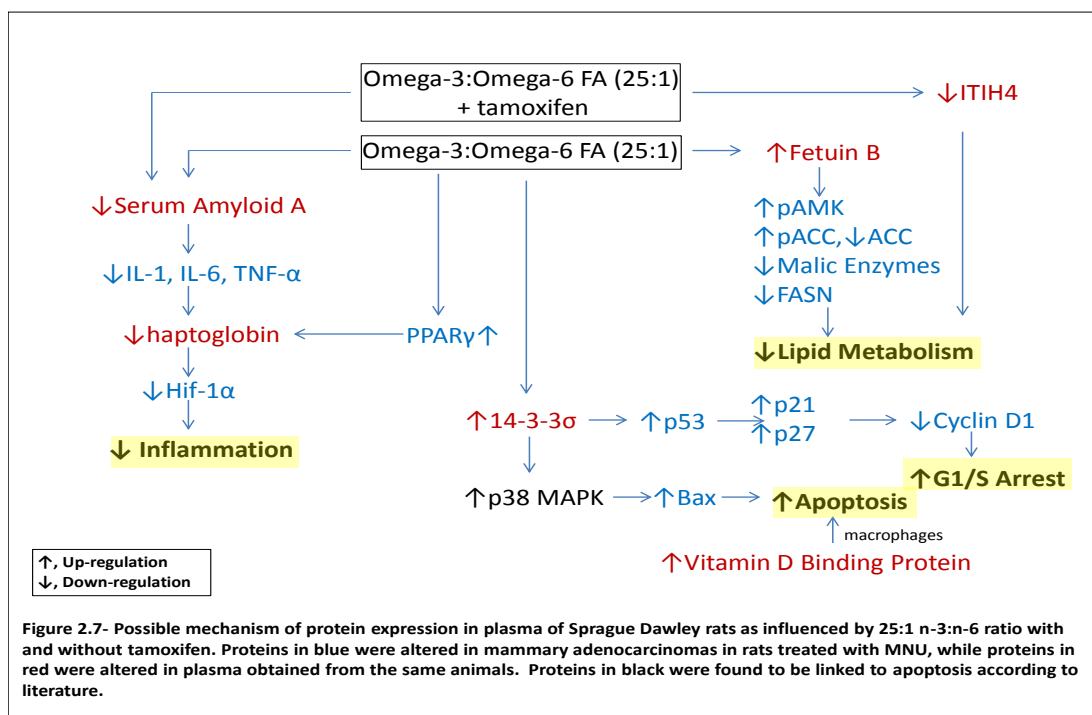 Omega-3:Omega-6 FA (25:1)
+ tamoxifen
↓ITIH4
Omega-3:Omega-6 FA (25:1)
↑Fetuin B
↓Serum Amyloid A
↑pAMK
↑pACC,↓ACC
↓Malic Enzymes
↓FASN
↓IL-1, IL-6, TNF-α
↓haptoglobin
PPARγ↑
↓Lipid Metabolism
↓Hif-1α
↓ Inflammation
↑14-3-3σ
↑p53
↑p21
↑p27
↓Cyclin D1
↑G1/S Arrest
↑p38 MAPK
↑Bax
↑Apoptosis
macrophages
↑Vitamin D Binding Protein
↑, Up-regulation
↓, Down-regulation
Figure 2.7- Possible mechanism of protein expression in plasma of Sprague Dawley rats as influenced by 25:1 n-3:n-6 ratio with
and without tamoxifen. Proteins in blue were altered in mammary adenocarcinomas in rats treated with MNU, while proteins in
red were altered in plasma obtained from the same animals.  Proteins in black were found to be linked to apoptosis according to
literature.